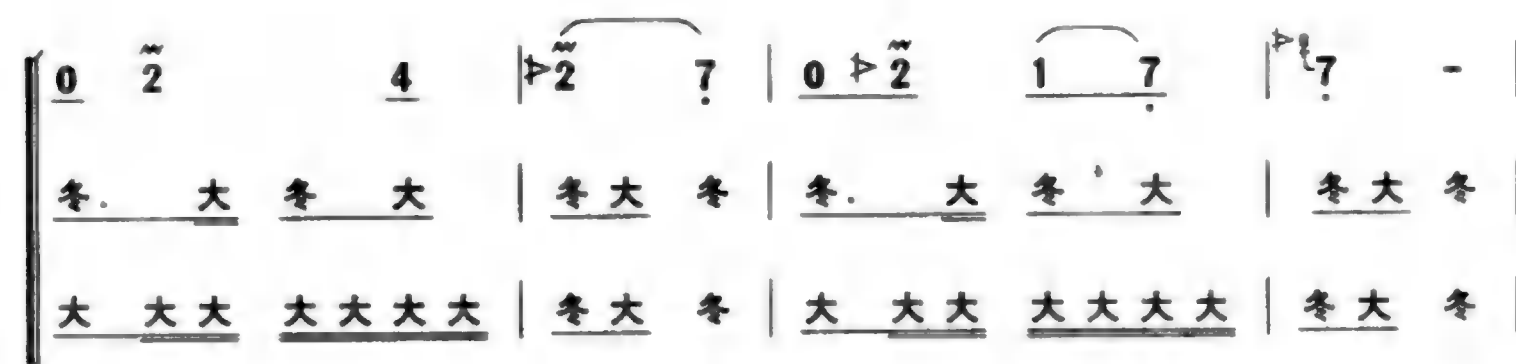 0 2 4 | 2 7 | 0 2 1 7 | 7 -
冬. 大 冬 大 | 冬 大 冬 | 冬. 大 冬 大 | 冬 大 冬
大 大 大 大 大 大 大 | 冬 大 冬 | 大 大 大 大 大 大 大 | 冬 大 冬